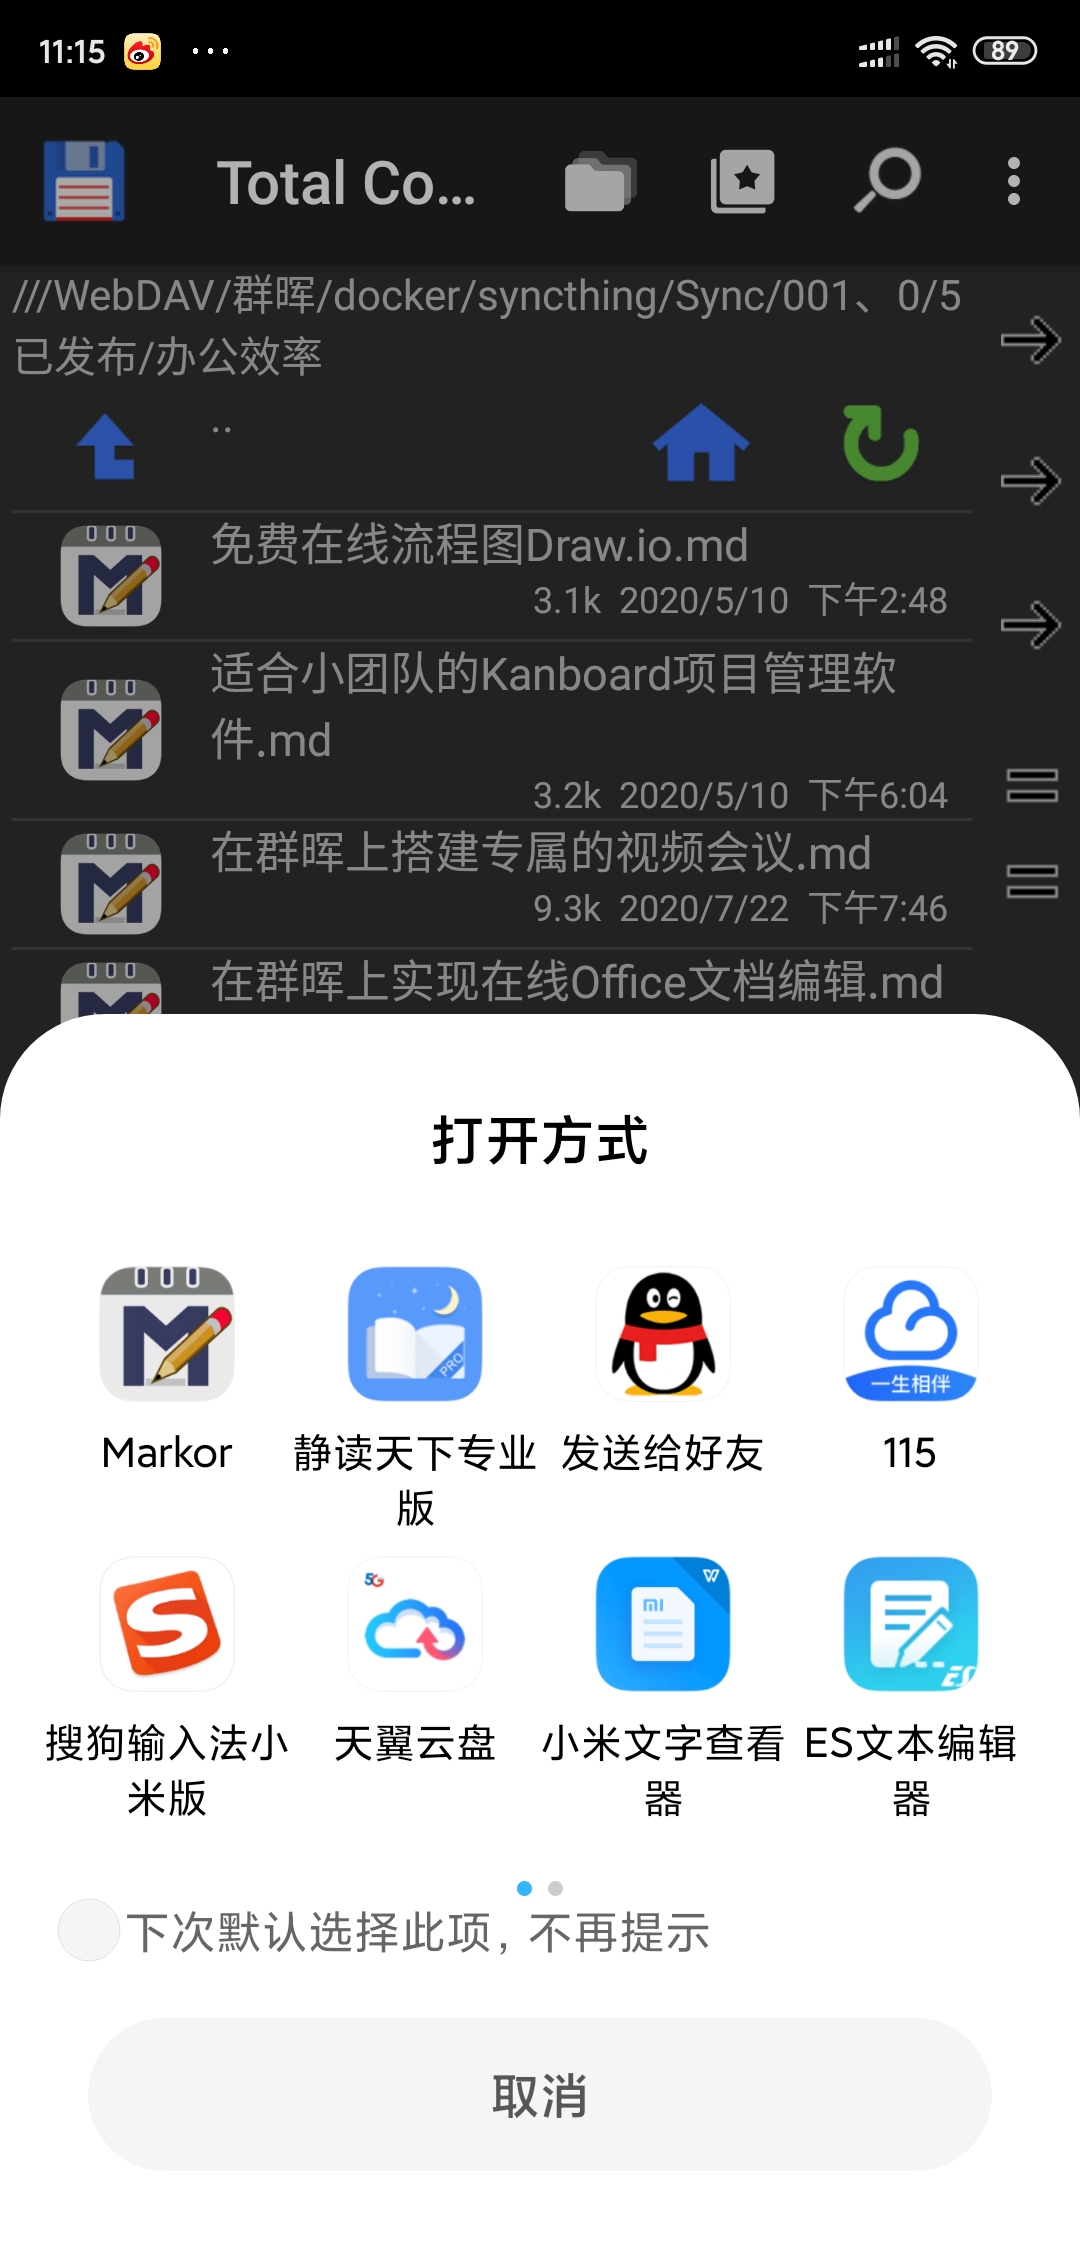 11:15
89
Total Co...
///WebDAV/群晖/docker/syncthing/Sync/001、0/5
已发布/办公效率
..
免费在线流程图Draw.io.md
3.1k 2020/5/10 下午2:48
适合小团队的Kanboard项目管理软
件.md
3.2k 2020/5/10 下午6:04
在群晖上搭建专属的视频会议.md
9.3k 2020/7/22 下午7:46
在群晖上实现在线Office文档编辑.md
打开方式
PRO
一生相伴
Markor
静读天下专业
版
发送给好友
115
5G
MI
W
ES
搜狗输入法小
米版
天翼云盘
小米文字查看
器
ES文本编辑
器
下次默认选择此项，不再提示
取消